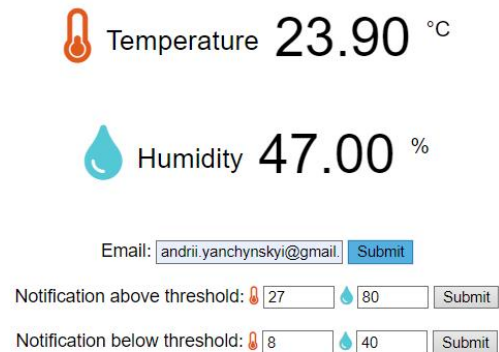 Temperature 23.90 °C
Humidity 47.00 %
Email: andrii.yanchynskyi@gmail. Submit
Notification above threshold: 27 80 Submit
Notification below threshold: 8 40 Submit